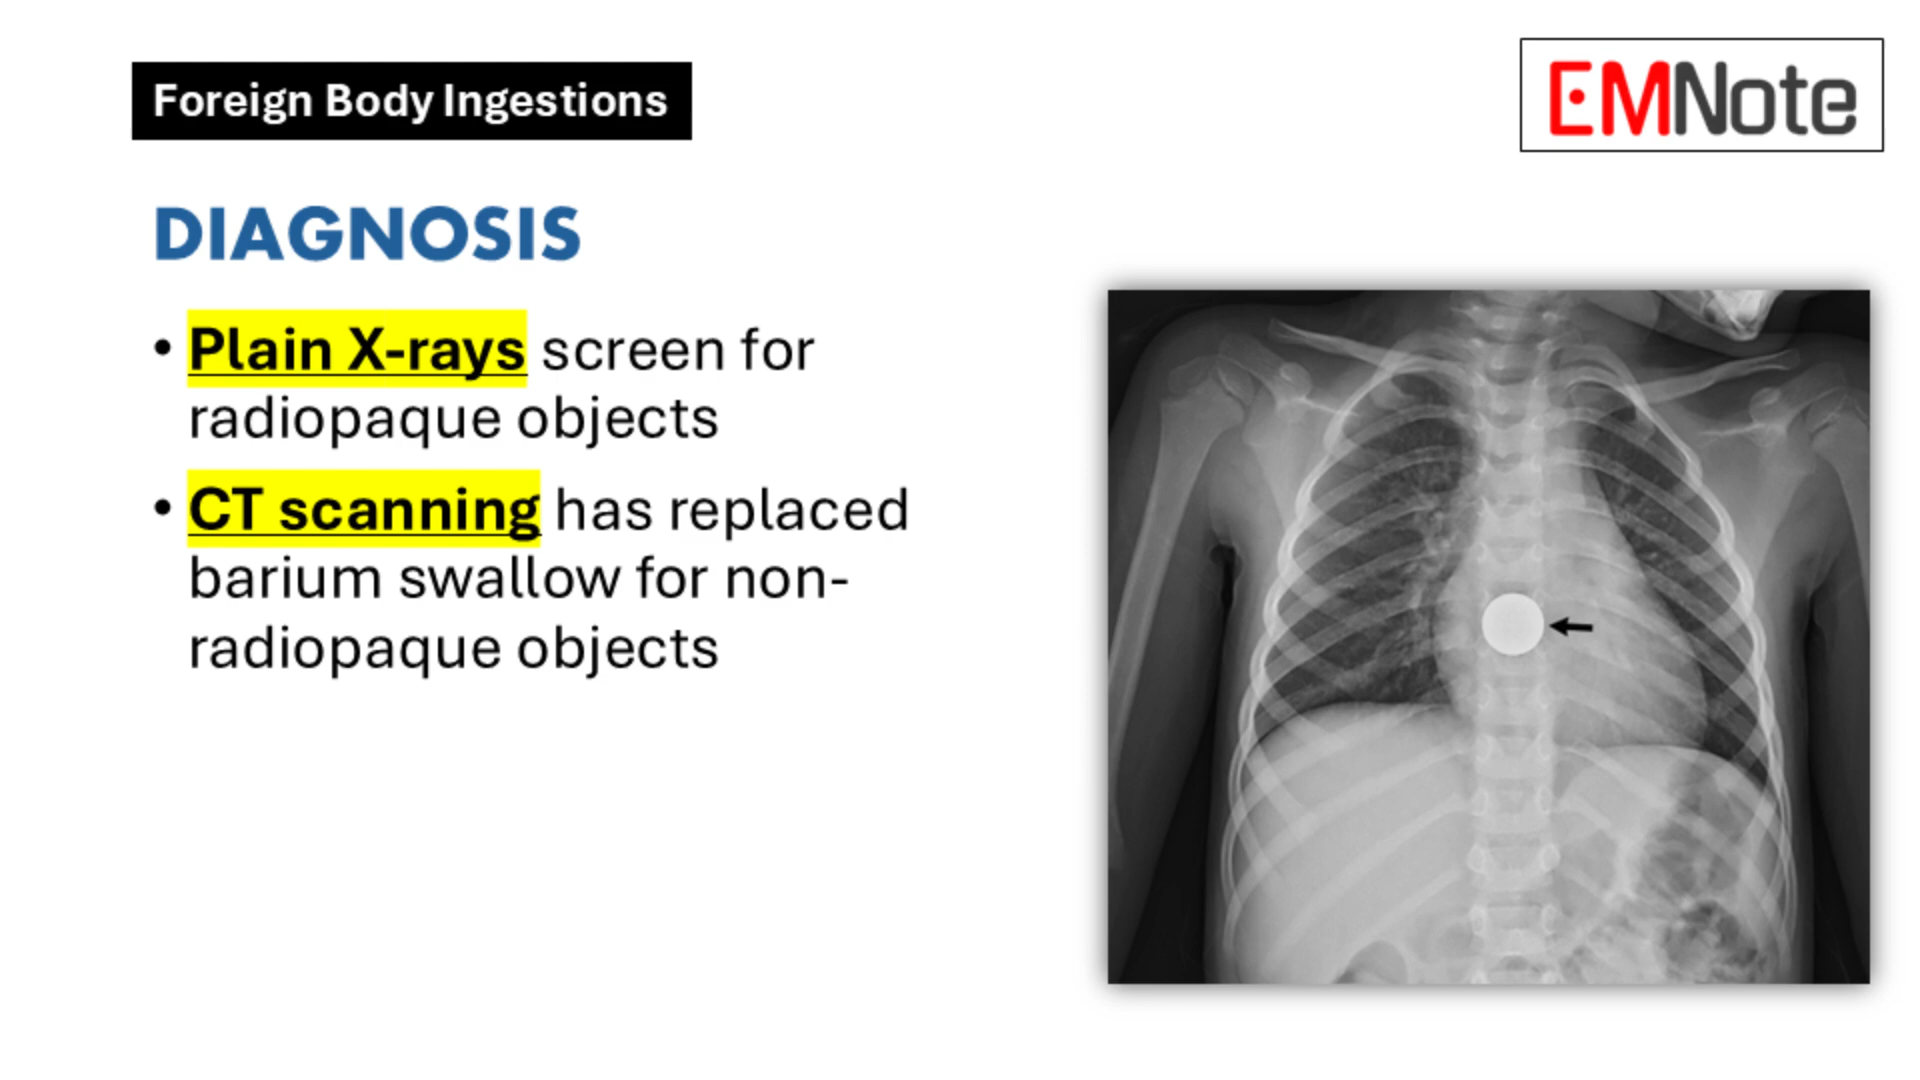 Foreign Body Ingestions
EMNote
DIAGNOSIS
• Plain X-rays screen for
radiopaque objects
• CT scanning has replaced
barium swallow for non-
radiopaque objects